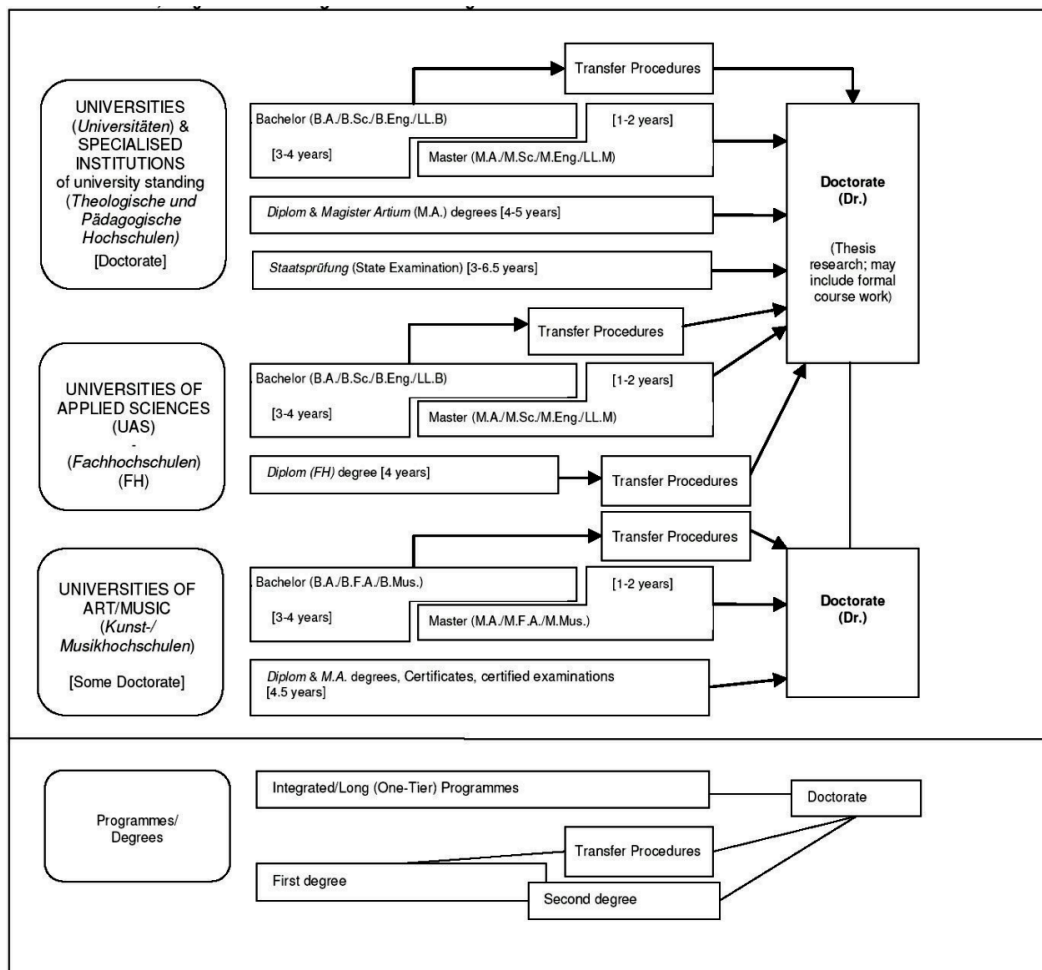 Transfer Procedures
UNIVERSITIES
(Universitäten) &
SPECIALISED
INSTITUTIONS
of university standing
(Theologische und
Pädagogische
Hochschulen)
[Doctorate]
. Bachelor (B.A./B.Sc./B.Eng./LL.B)
[3-4 years]
[1-2 years]
Master (M.A./M.Sc./M.Eng./LL.M)
Diplom & Magister Artium (M.A.) degrees [4-5 years]
Staatsprüfung (State Examination) [3-6.5 years]
Doctorate
(Dr.)
(Thesis
research; may
include formal
course work)
Transfer Procedures
UNIVERSITIES OF
APPLIED SCIENCES
(UAS)
-
(Fachhochschulen)
(FH)
. Bachelor (B.A./B.Sc./B.Eng./LL.B)
[3-4 years]
[1-2 years]
Master (M.A./M.Sc./M.Eng./LL.M)
Diplom (FH) degree [4 years]
Transfer Procedures
Transfer Procedures
UNIVERSITIES OF
ART/MUSIC
(Kunst-/
Musikhochschulen)
[Some Doctorate]
. Bachelor (B.A./B.F.A./B.Mus.)
[3-4 years]
[1-2 years]
Master (M.A./M.F.A./M.Mus.)
Diplom & M.A. degrees, Certificates, certified examinations
[4.5 years]
Doctorate
(Dr.)
Programmes/
Degrees
Integrated/Long (One-Tier) Programmes
Doctorate
Transfer Procedures
First degree
Second degree